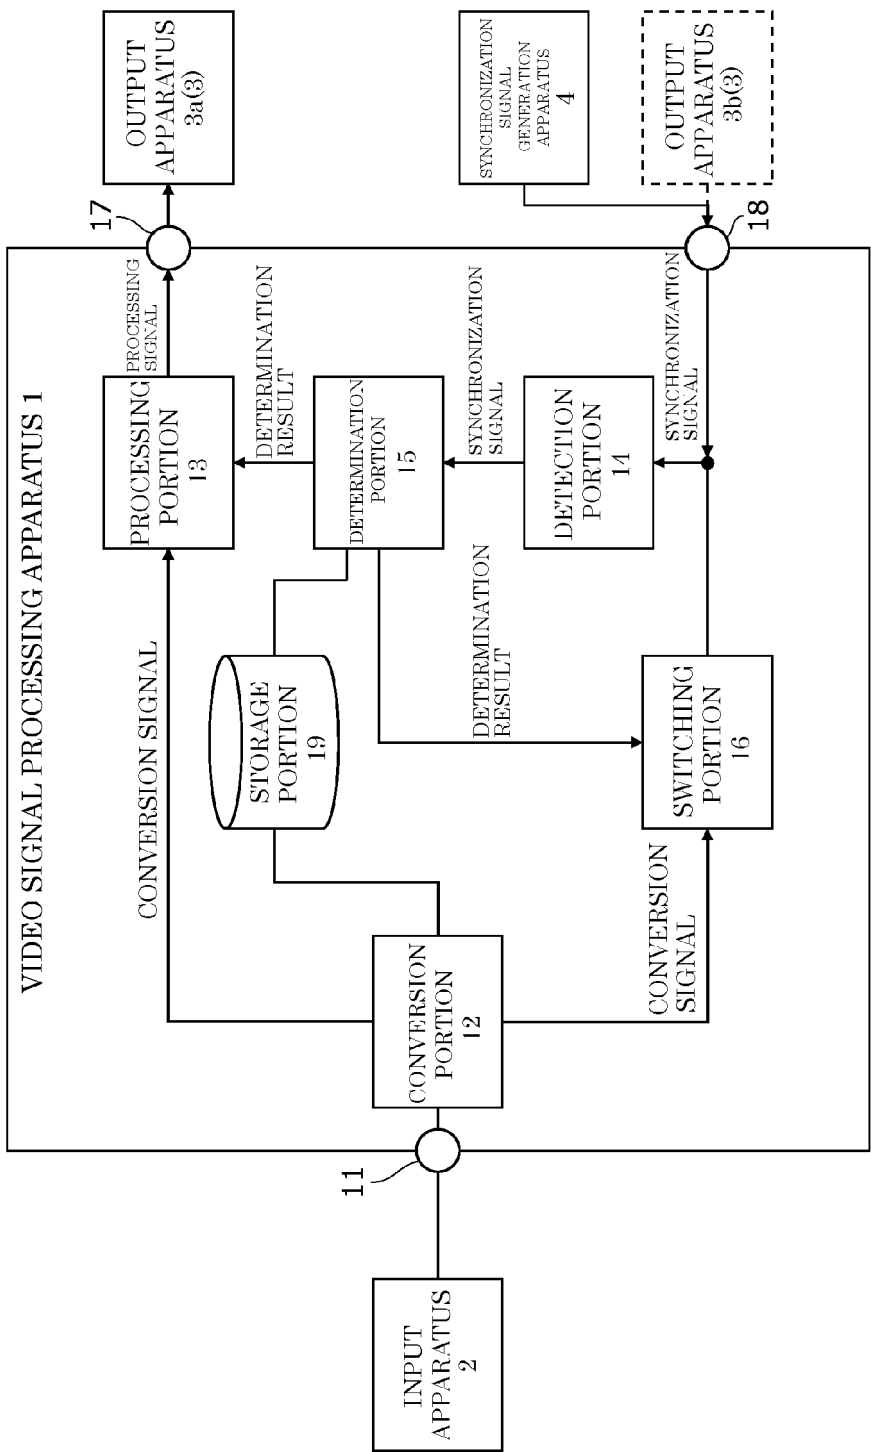 VIDEO SIGNAL PROCESSING APPARATUS 1
INPUT
APPARATUS
2
11
CONVERSION
PORTION
12
CONVERSION SIGNAL
CONVERSION
SIGNAL
STORAGE
PORTION
19
DETERMINATION
RESULT
SWITCHING
PORTION
16
PROCESSING
PORTION
13
DETERMINATION
RESULT
DETERMINATION
PORTION
15
SYNCHRONIZATION
SIGNAL
DETECTION
PORTION
14
SYNCHRONIZATION
SIGNAL
PROCESSING
SIGNAL
17
18
OUTPUT
APPARATUS
3a(3)
SYNCHRONIZATION
SIGNAL
GENERATION
APPARATUS
4
OUTPUT
APPARATUS
3b(3)